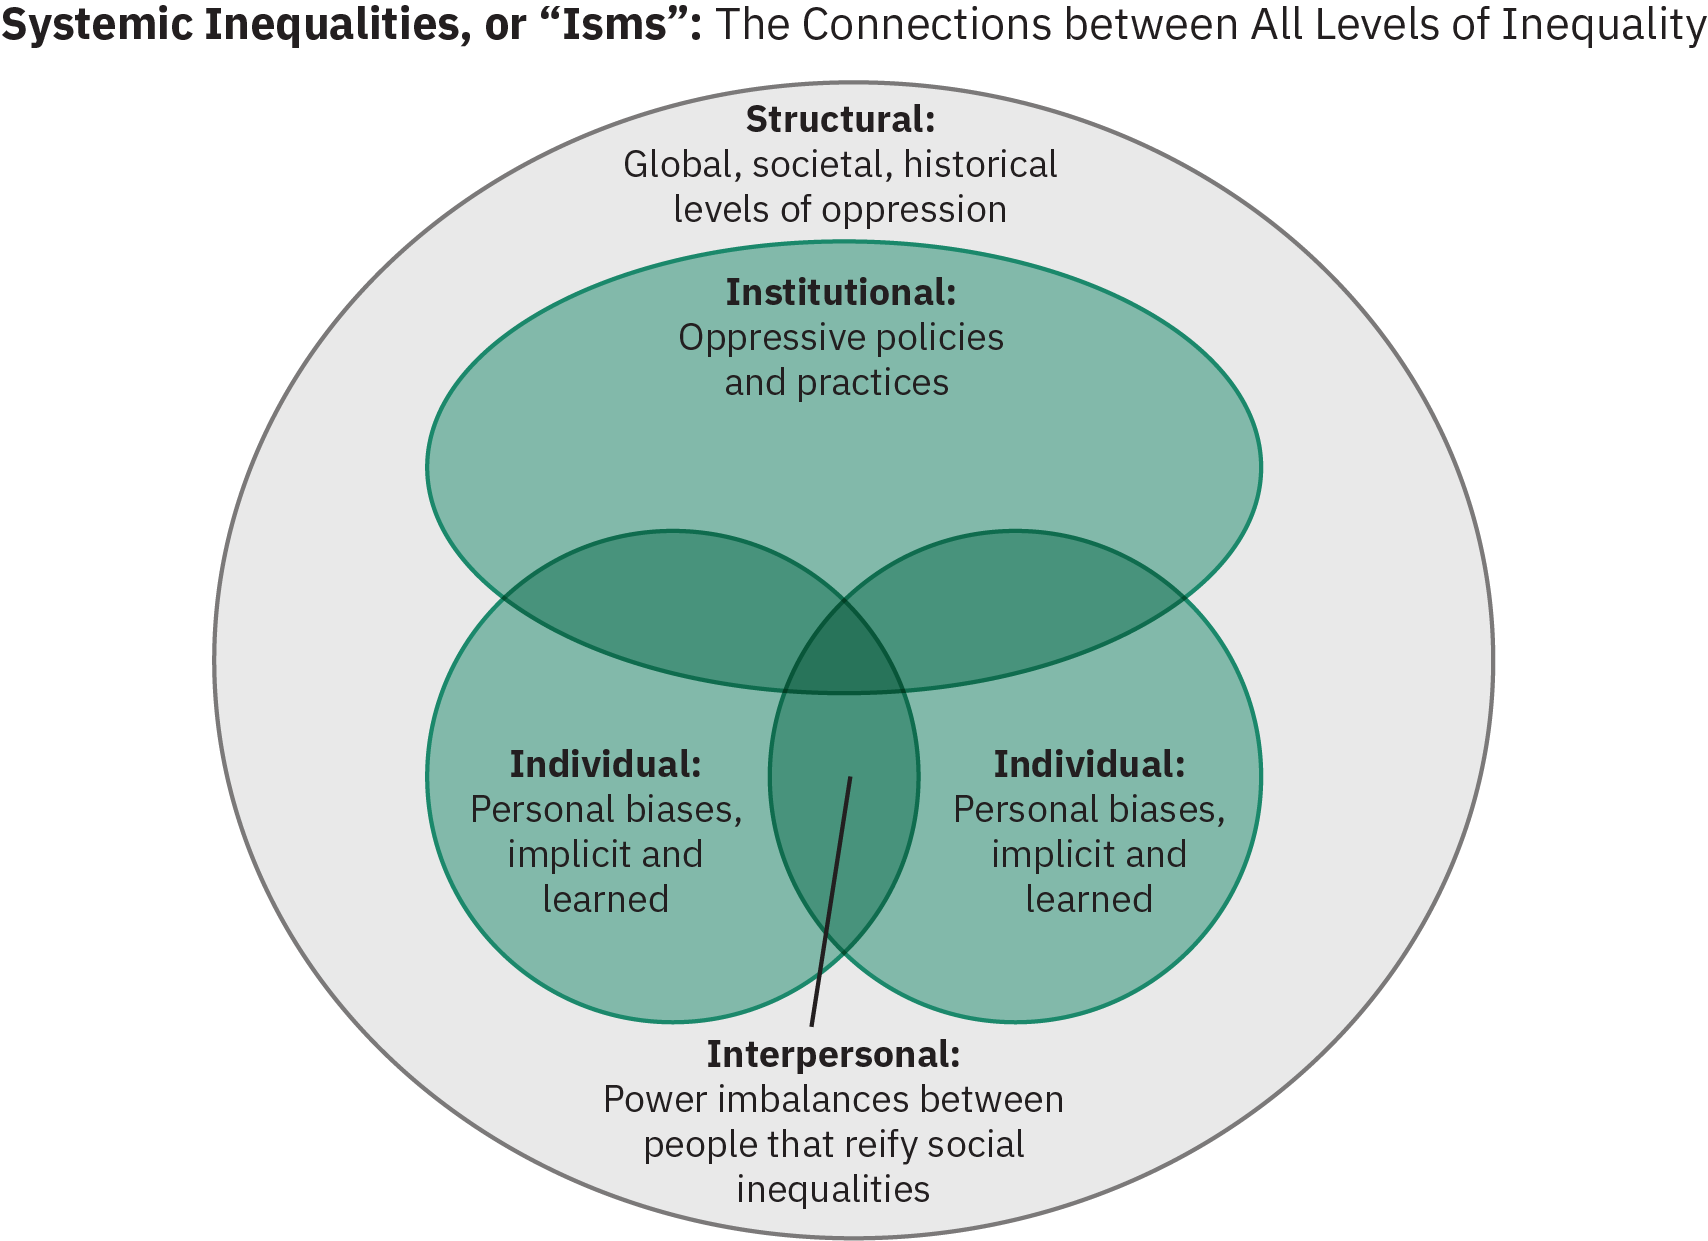 Systemic Inequalities, or “Isms”: The Connections between All Levels of Inequality
Structural:
Global, societal, historical
levels of oppression
Institutional:
Oppressive policies
and practices
Individual:
Personal biases,
implicit and
learned
Individual:
Personal biases,
implicit and
learned
Interpersonal:
Power imbalances between
people that reify social
inequalities